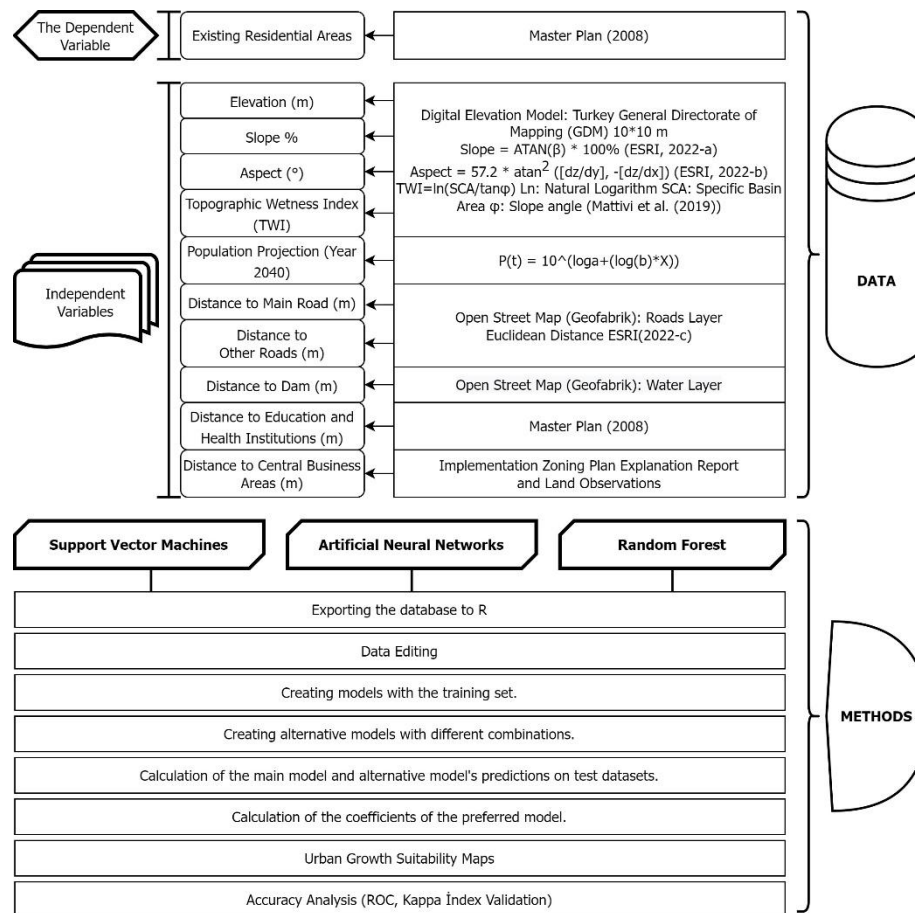 The Dependent
Variable
Existing Residential Areas
Master Plan (2008)
Independent
Variables
Elevation (m)
Slope %
Aspect (°)
Topographic Wetness Index
(TWI)
Digital Elevation Model: Turkey General Directorate of
Mapping (GDM) 10*10 m
Slope = ATAN(β) * 100% (ESRI, 2022-a)
Aspect = 57.2 * atan² ([dz/dy], -[dz/dx]) (ESRI, 2022-b)
TWI=ln(SCA/tanφ) Ln: Natural Logarithm SCA: Specific Basin
Area φ: Slope angle (Mattivi et al. (2019))
Population Projection (Year
2040)
P(t) = 10^(loga+(log(b)*X))
Distance to Main Road (m)
Distance to
Other Roads (m)
Open Street Map (Geofabrik): Roads Layer
Euclidean Distance ESRI(2022-c)
Distance to Dam (m)
Open Street Map (Geofabrik): Water Layer
Distance to Education and
Health Institutions (m)
Master Plan (2008)
Distance to Central Business
Areas (m)
Implementation Zoning Plan Explanation Report
and Land Observations
DATA
Support Vector Machines
Artificial Neural Networks
Random Forest
Exporting the database to R
Data Editing
Creating models with the training set.
Creating alternative models with different combinations.
Calculation of the main model and alternative model's predictions on test datasets.
Calculation of the coefficients of the preferred model.
Urban Growth Suitability Maps
Accuracy Analysis (ROC, Kappa İndex Validation)
METHODS